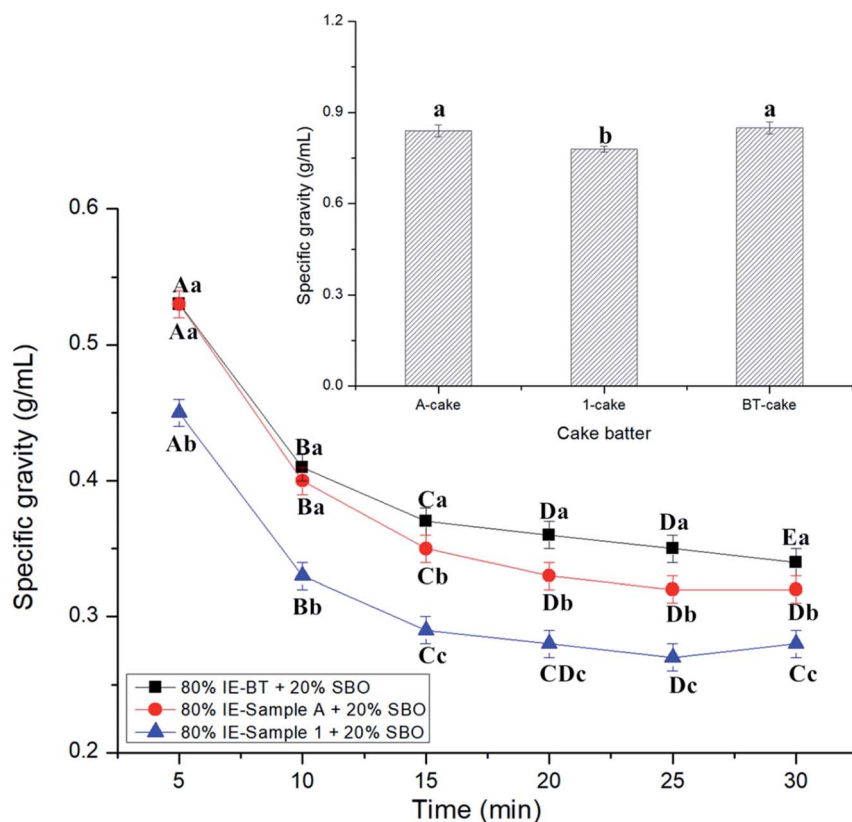 1.2
0.9
0.6
0.3
0.0
Specific gravity (g/mL)
a
b
a
A-cake
1-cake
BT-cake
Cake batter
0.6
0.5
0.4
0.3
0.2
Specific gravity (g/mL)
Aa
Aa
Ab
Ba
Ba
Bb
Ca
Cb
Cc
Da
Db
CDc
Da
Db
Dc
Ea
Db
Cc
80% IE-BT + 20% SBO
80% IE-Sample A + 20% SBO
80% IE-Sample 1 + 20% SBO
5
10
15
20
25
30
Time (min)